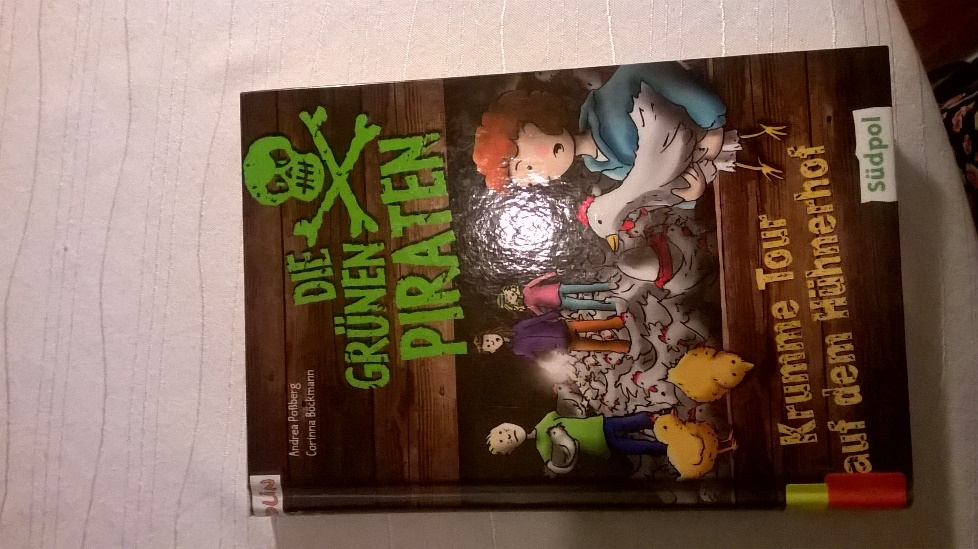 Andrea Poßberg
Corinna Böckmann
DIE
GRÜNEN
PIRATEN
Krumme Tour
auf dem Hühnerhof
südpol